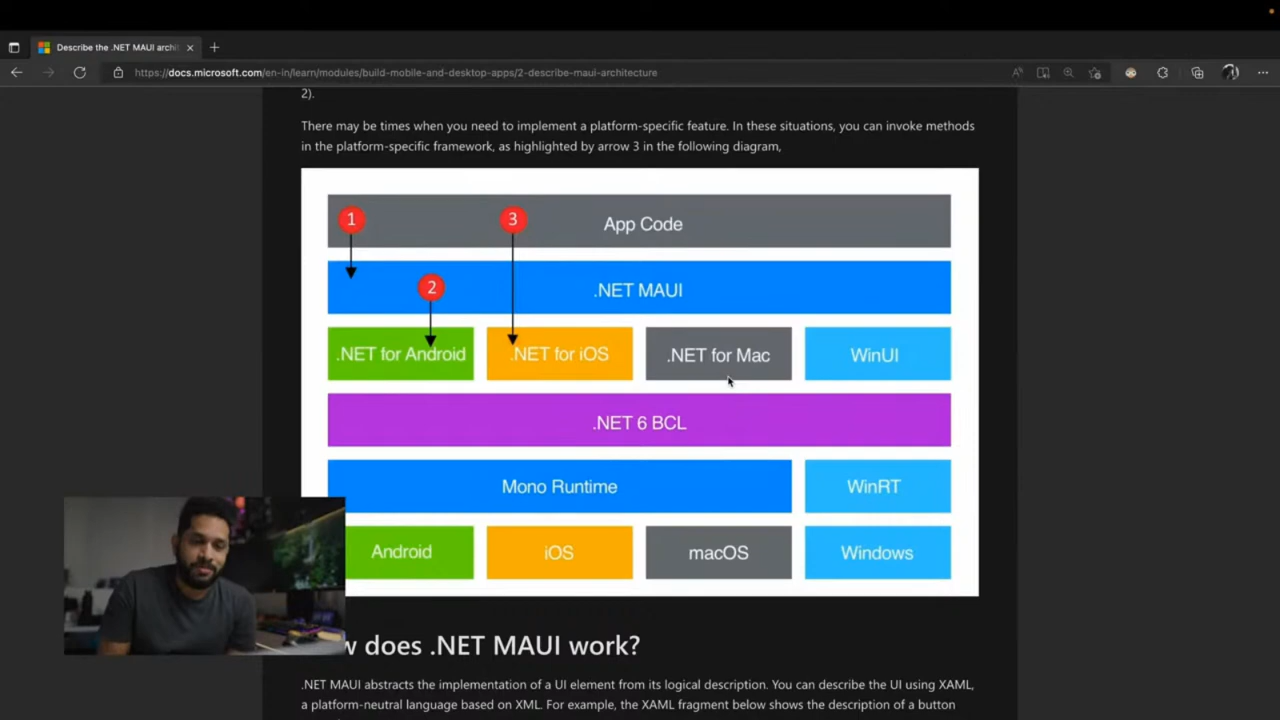 Describe the .NET MAUI archi
https://docs.microsoft.com/en-in/learn/modules/build-mobile-and-desktop-apps/2-describe-maui-architecture
2).
There may be times when you need to implement a platform-specific feature. In these situations, you can invoke methods
in the platform-specific framework, as highlighted by arrow 3 in the following diagram,
1
3
App Code
2
.NET MAUI
.NET for Android
.NET for iOS
.NET for Mac
WinUI
.NET 6 BCL
Mono Runtime
WinRT
Android
iOS
macOS
Windows
w does .NET MAUI work?
.NET MAUI abstracts the implementation of a UI element from its logical description. You can describe the UI using XAML,
a platform-neutral language based on XML. For example, the XAML fragment below shows the description of a button